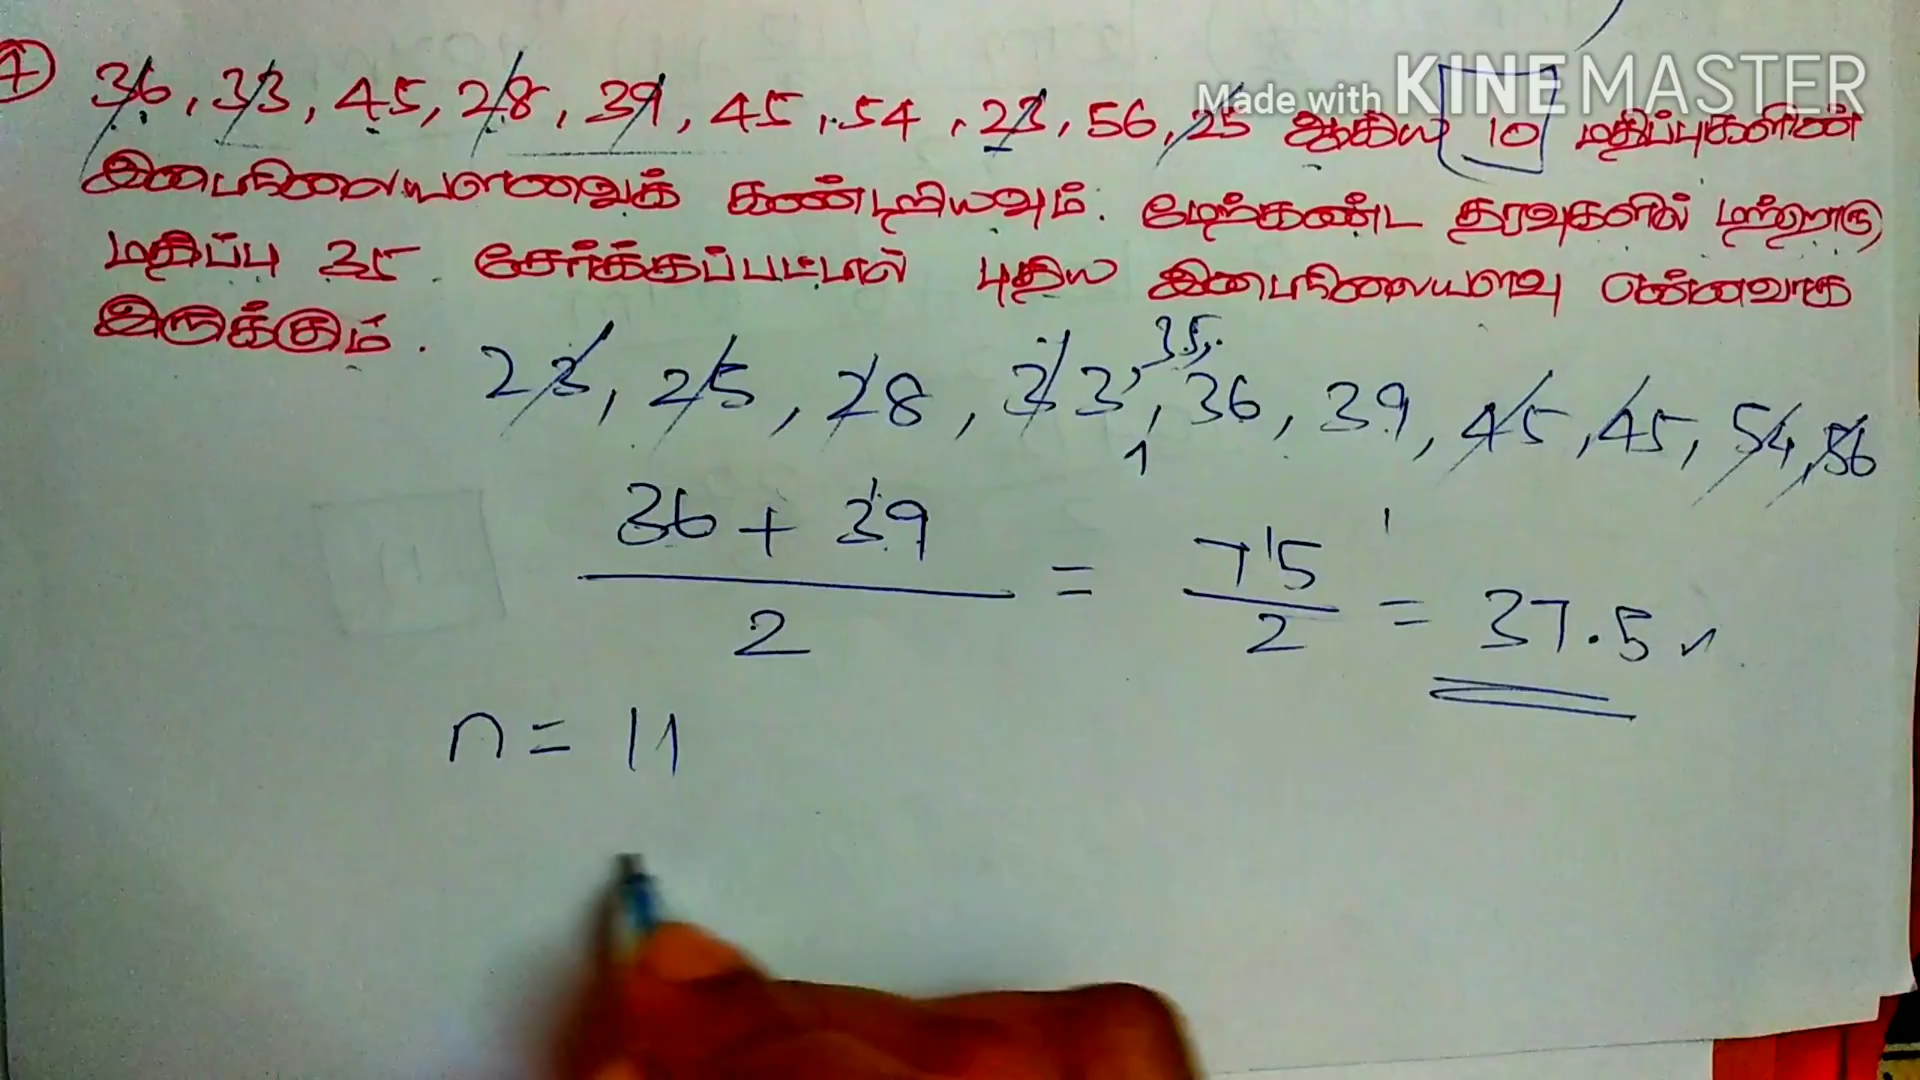 Made with KINEMASTER
36, 33, 45, 28, 39, 45, 54, 23, 56, 25 ஆகிய 10 மதிப்புகளின்
இடைநிலையளவைக் கண்டறியவும். மேற்கண்ட தரவுகளில் மற்றொரு
மதிப்பு 35 சேர்க்கப்பட்டால் புதிய இடைநிலையளவு என்னவாக
இருக்கும்.
35,
23, 25, 28, 33, 36, 39, 45, 45, 54, 56
36 + 39 / 2 = 75 / 2 = 37.5
n = 11